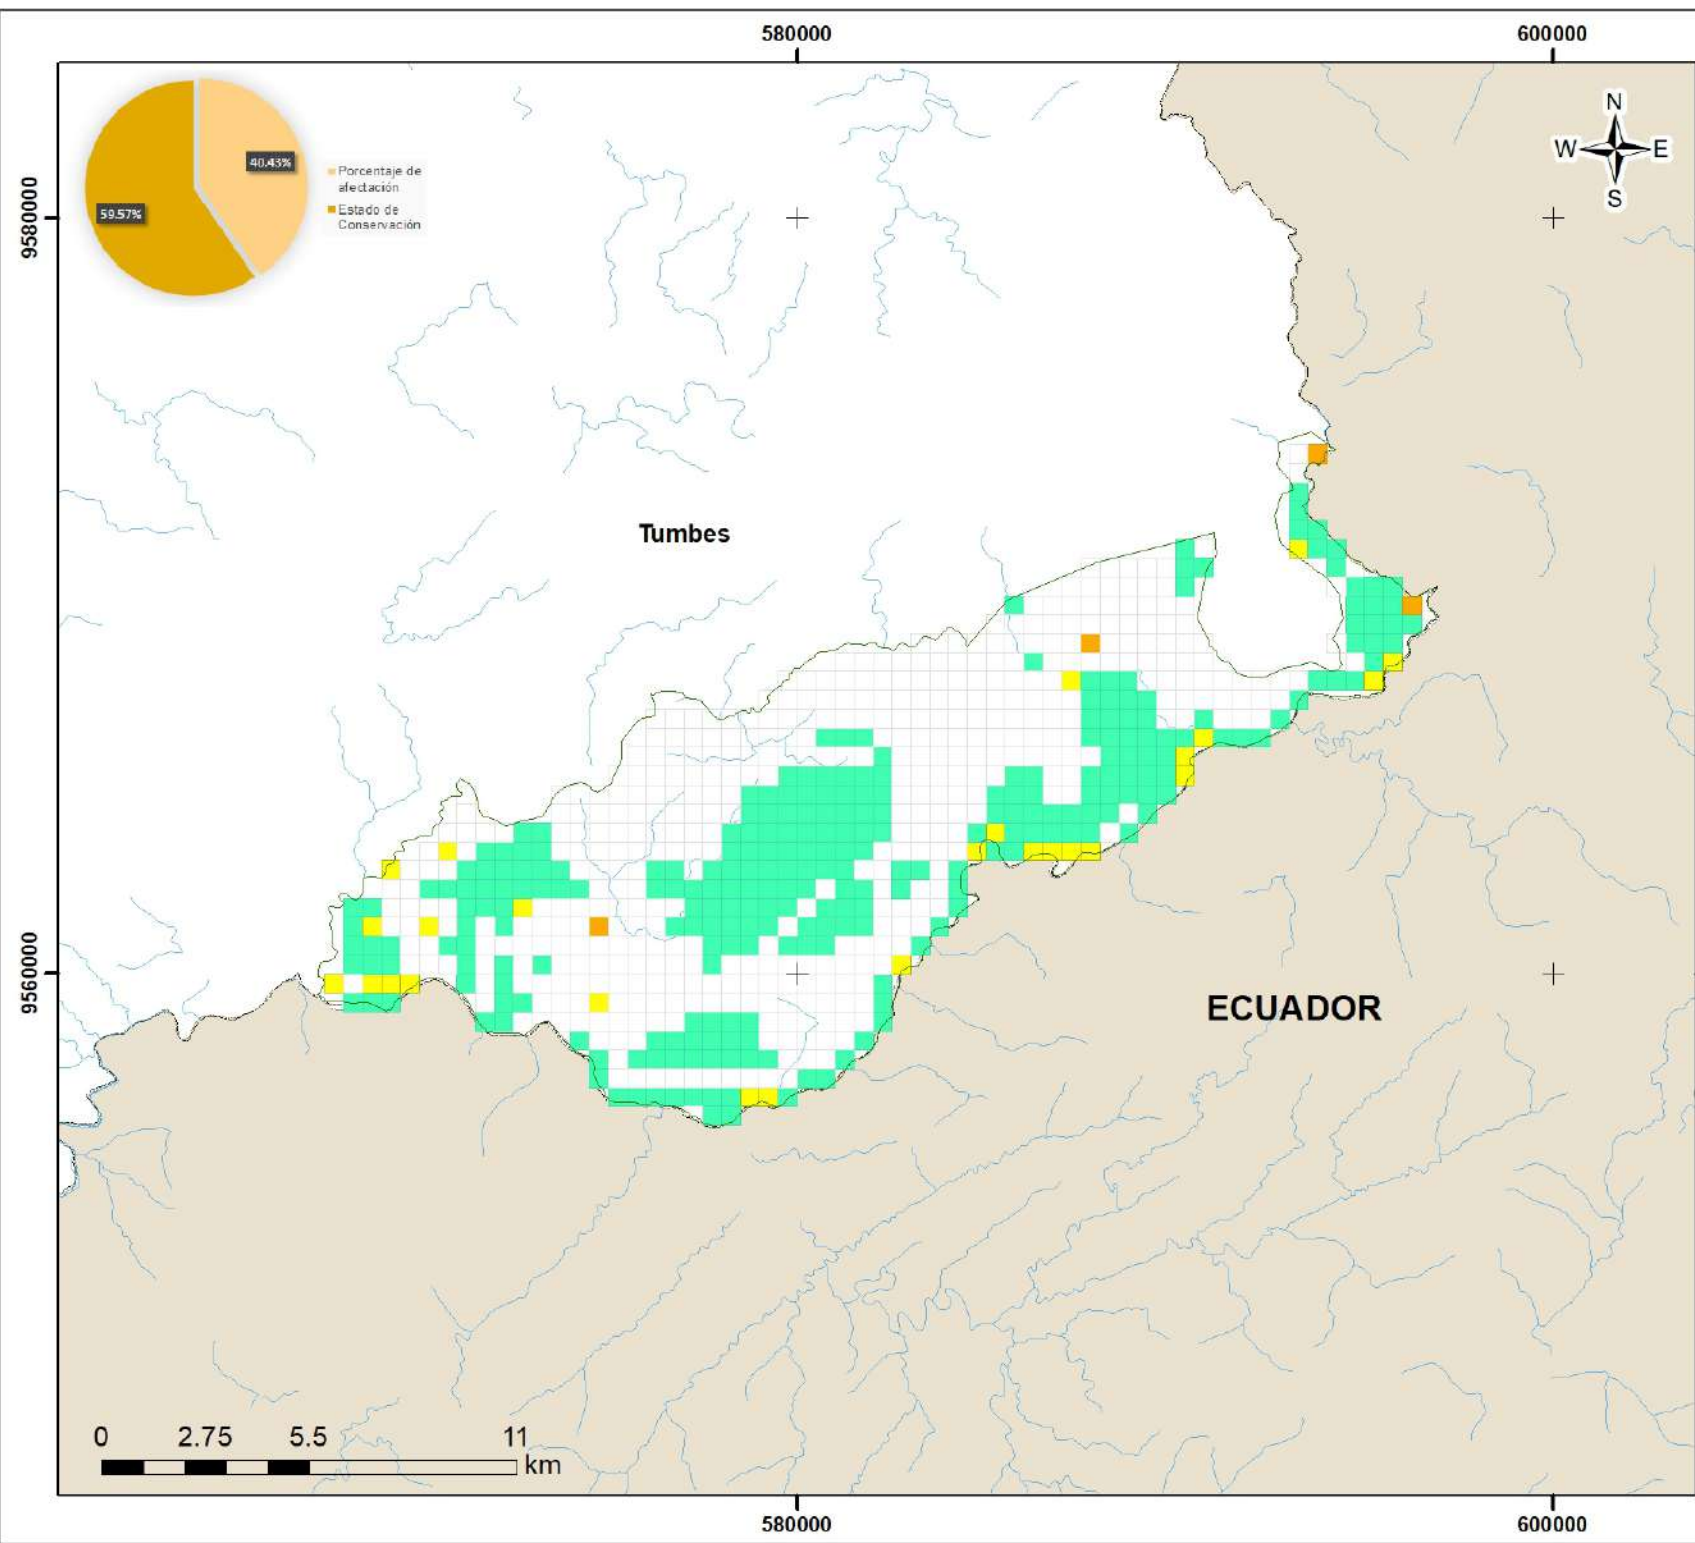 580000
600000
40.43%
59.57%
Porcentaje de
afectación
Estado de
Conservación
N
W
E
S
9580000
Tumbes
9560000
ECUADOR
0
2.75
5.5
11
km
580000
600000